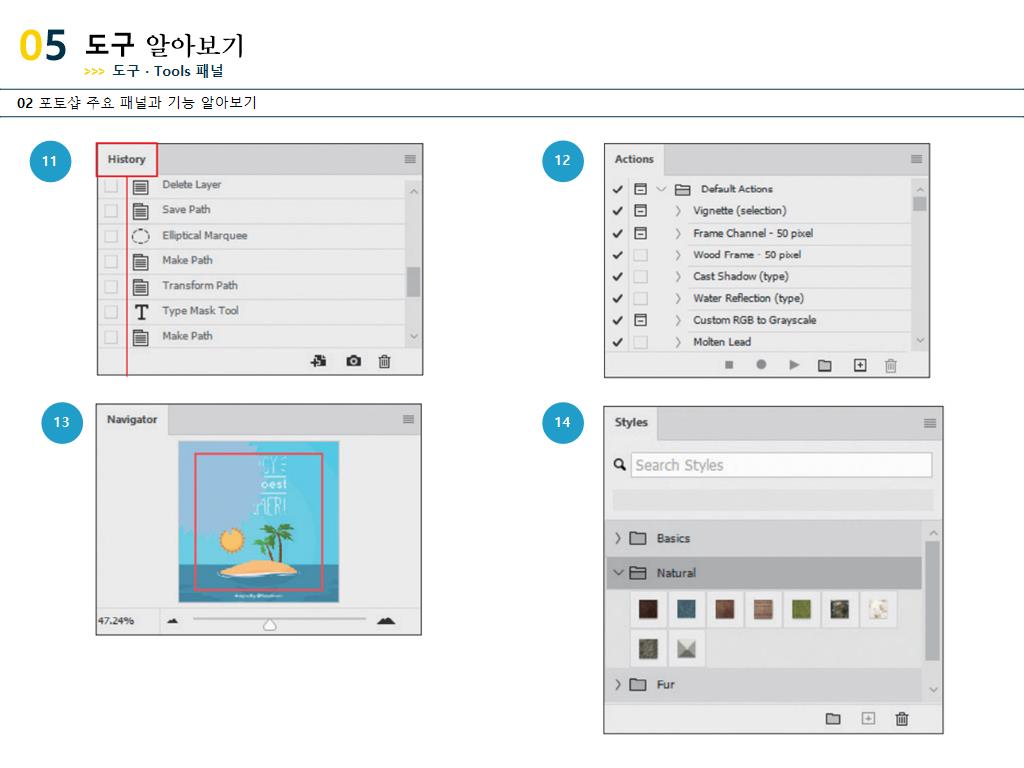 05 도구 알아보기
>>> 도구 · Tools 패널
02 포토샵 주요 패널과 기능 알아보기
11
History
Delete Layer
Save Path
Elliptical Marquee
Make Path
Transform Path
Type Mask Tool
Make Path
12
Actions
Default Actions
Vignette (selection)
Frame Channel - 50 pixel
Wood Frame - 50 pixel
Cast Shadow (type)
Water Reflection (type)
Custom RGB to Grayscale
Molten Lead
13
Navigator
47.24%
14
Styles
Search Styles
Basics
Natural
Fur